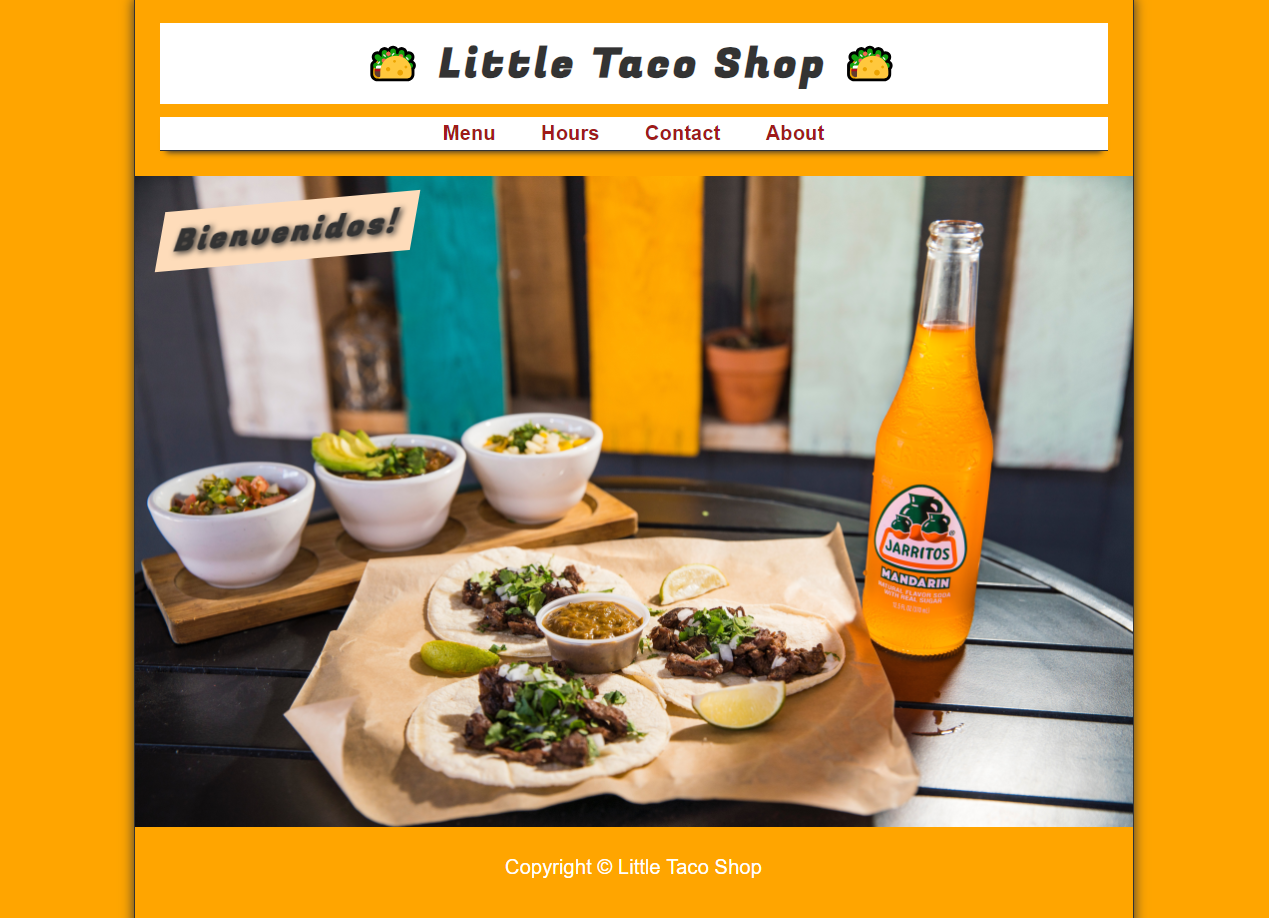 Little Taco Shop
Menu Hours Contact About
Bienvenidos!
JARRITOS
MANDARIN
NATURAL FLAVOR SODA
WITH REAL SUGAR
Copyright © Little Taco Shop